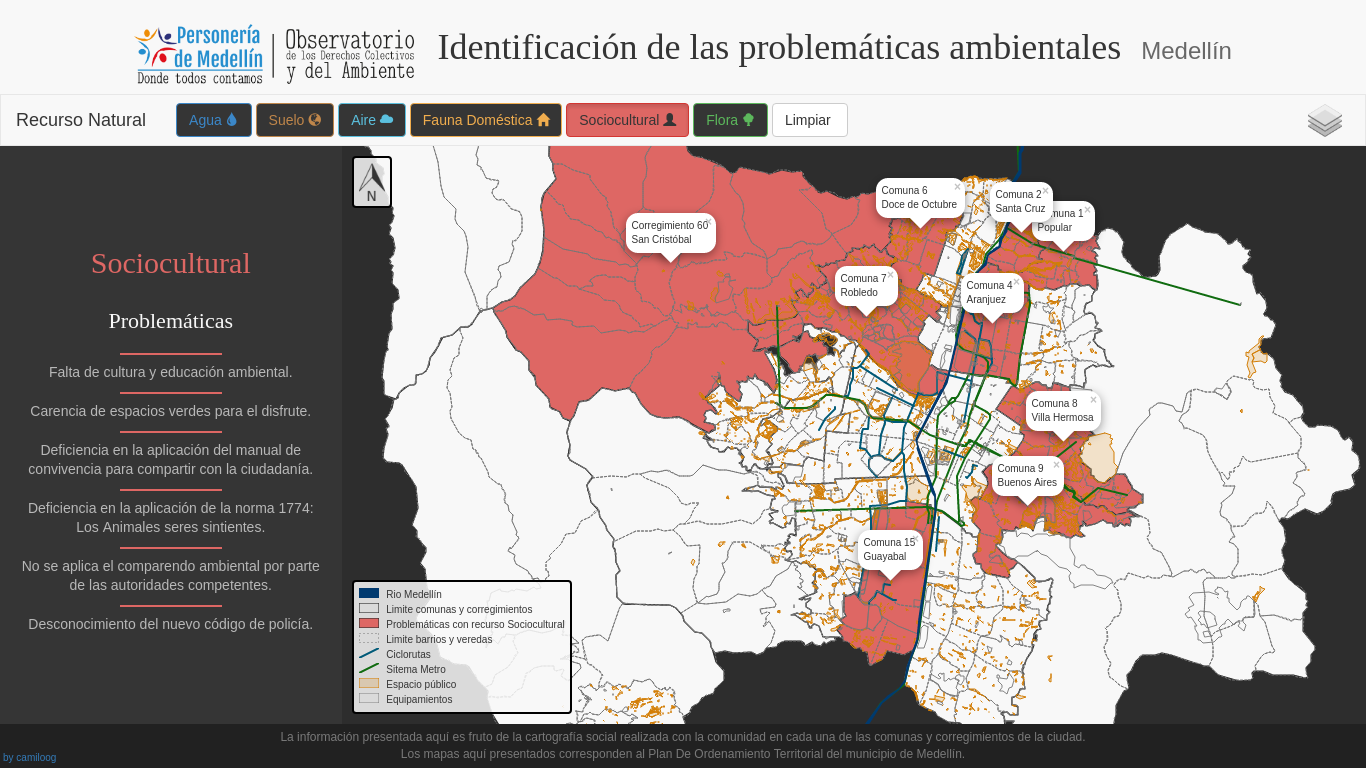 Personería
de Medellín
Donde todos contamos
Observatorio
de los Derechos Colectivos
y del Ambiente
Identificación de las problemáticas ambientales Medellín
Recurso Natural
Agua
Suelo
Aire
Fauna Doméstica
Sociocultural
Flora
Limpiar
Sociocultural
Problemáticas
Falta de cultura y educación ambiental.
Carencia de espacios verdes para el disfrute.
Deficiencia en la aplicación del manual de
convivencia para compartir con la ciudadanía.
Deficiencia en la aplicación de la norma 1774:
Los Animales seres sintientes.
No se aplica el comparendo ambiental por parte
de las autoridades competentes.
Desconocimiento del nuevo código de policía.
N
Corregimiento 60
San Cristóbal
Comuna 6
Doce de Octubre
Comuna 2
Santa Cruz
muna 1
Popular
Comuna 7
Robledo
Comuna 4
Aranjuez
Comuna 8
Villa Hermosa
Comuna 9
Buenos Aires
Comuna 15
Guayabal
Rio Medellín
Limite comunas y corregimientos
Problemáticas con recurso Sociocultural
Limite barrios y veredas
Ciclorutas
Sitema Metro
Espacio público
Equipamientos
La información presentada aquí es fruto de la cartografía social realizada con la comunidad en cada una de las comunas y corregimientos de la ciudad.
Los mapas aquí presentados corresponden al Plan De Ordenamiento Territorial del municipio de Medellín.
by camiloog